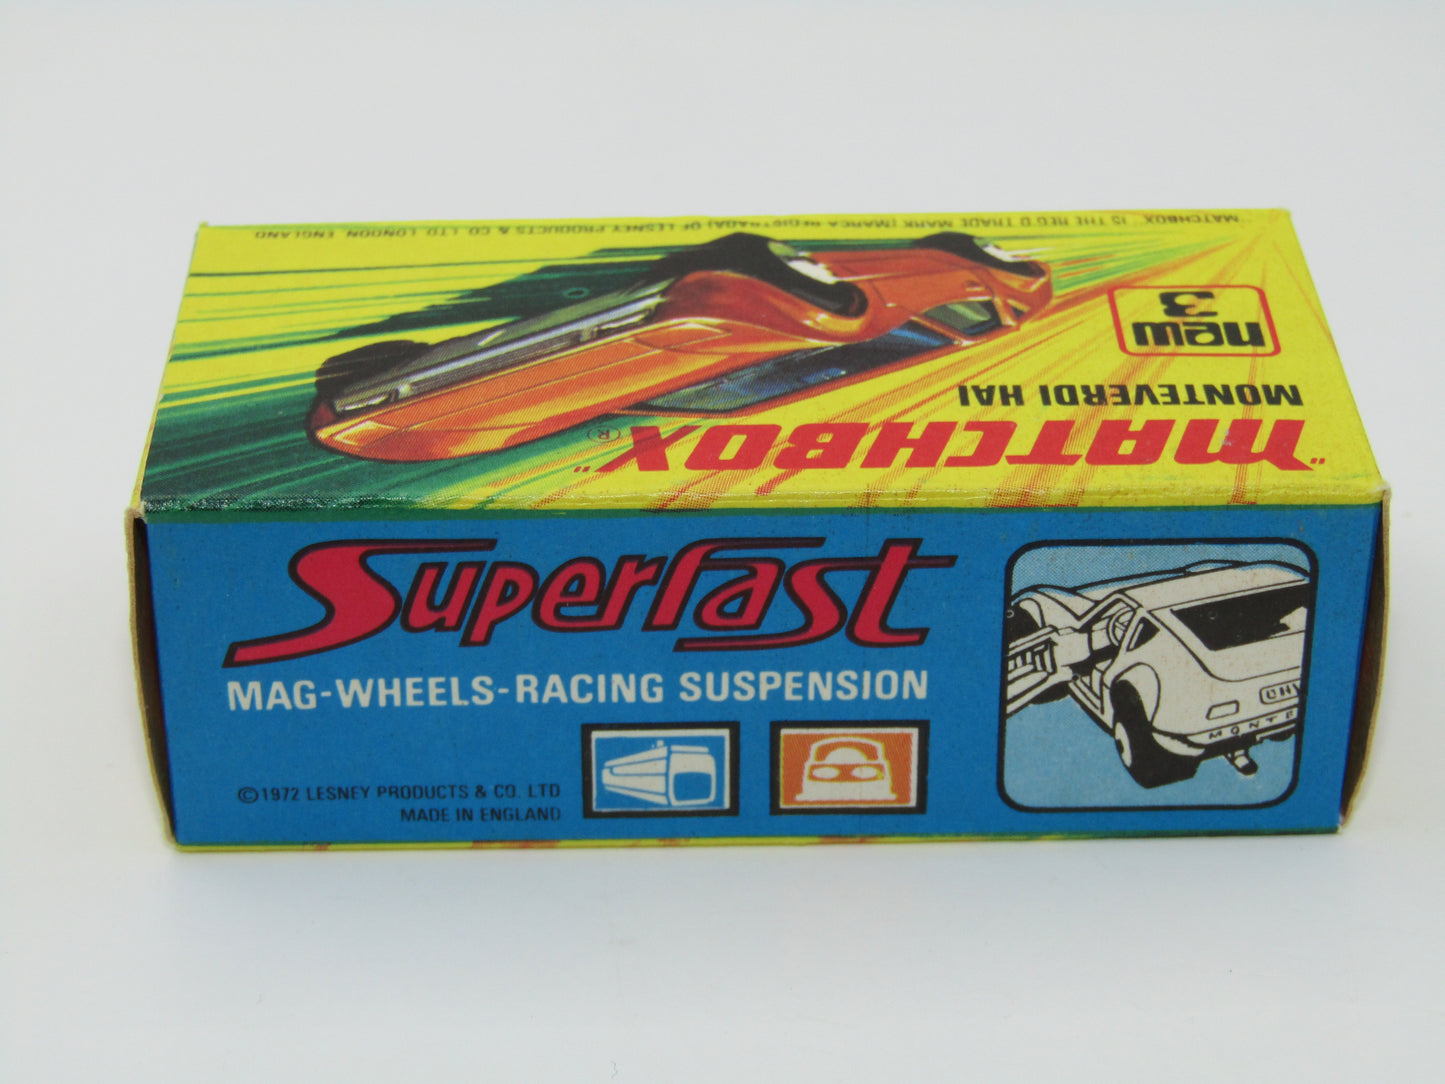 "MATCHBOX" IS THE REG'D TRADE MARK (MARCA REGISTRADA) OF LESNEY PRODUCTS & CO LTD LONDON ENGLAND
new
3
MONTEVERDI HAI
"MATCHBOX"®
Superfast
MAG-WHEELS-RACING SUSPENSION
©1972 LESNEY PRODUCTS & CO. LTD
MADE IN ENGLAND
MONTE